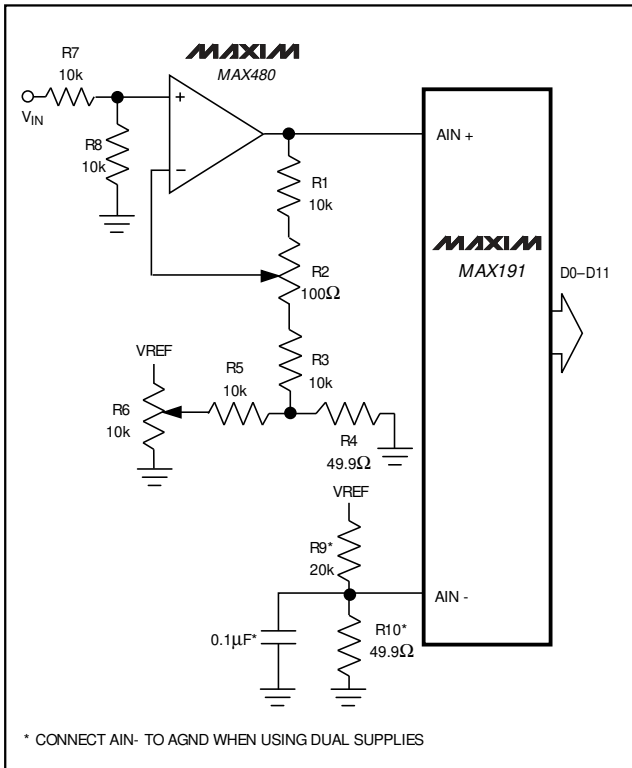 MAXIM
MAX480
R7
10k
VIN
R8
10k
+
−
R1
10k
R2
100Ω
R3
10k
VREF
R5
10k
R6
10k
R4
49.9Ω
VREF
R9*
20k
0.1μF*
R10*
49.9Ω
AIN +
MAXIM
MAX191
D0–D11
AIN -
* CONNECT AIN- TO AGND WHEN USING DUAL SUPPLIES